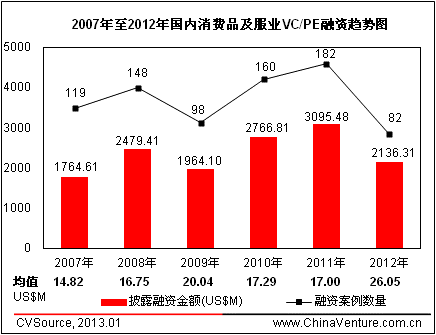 2007年至2012年国内消费品及服业VC/PE融资趋势图
5000
4000
3000
2000
1000
0
119 148 98 160 182 82
1764.61 2479.41 1964.10 2766.81 3095.48 2136.31
2007年 2008年 2009年 2010年 2011年 2012年
均值 14.82 16.75 20.04 17.29 17.00 26.05
US$M
披露融资金额(US$M) 融资案例数量
CVSource, 2013.01 www.ChinaVenture.com.cn